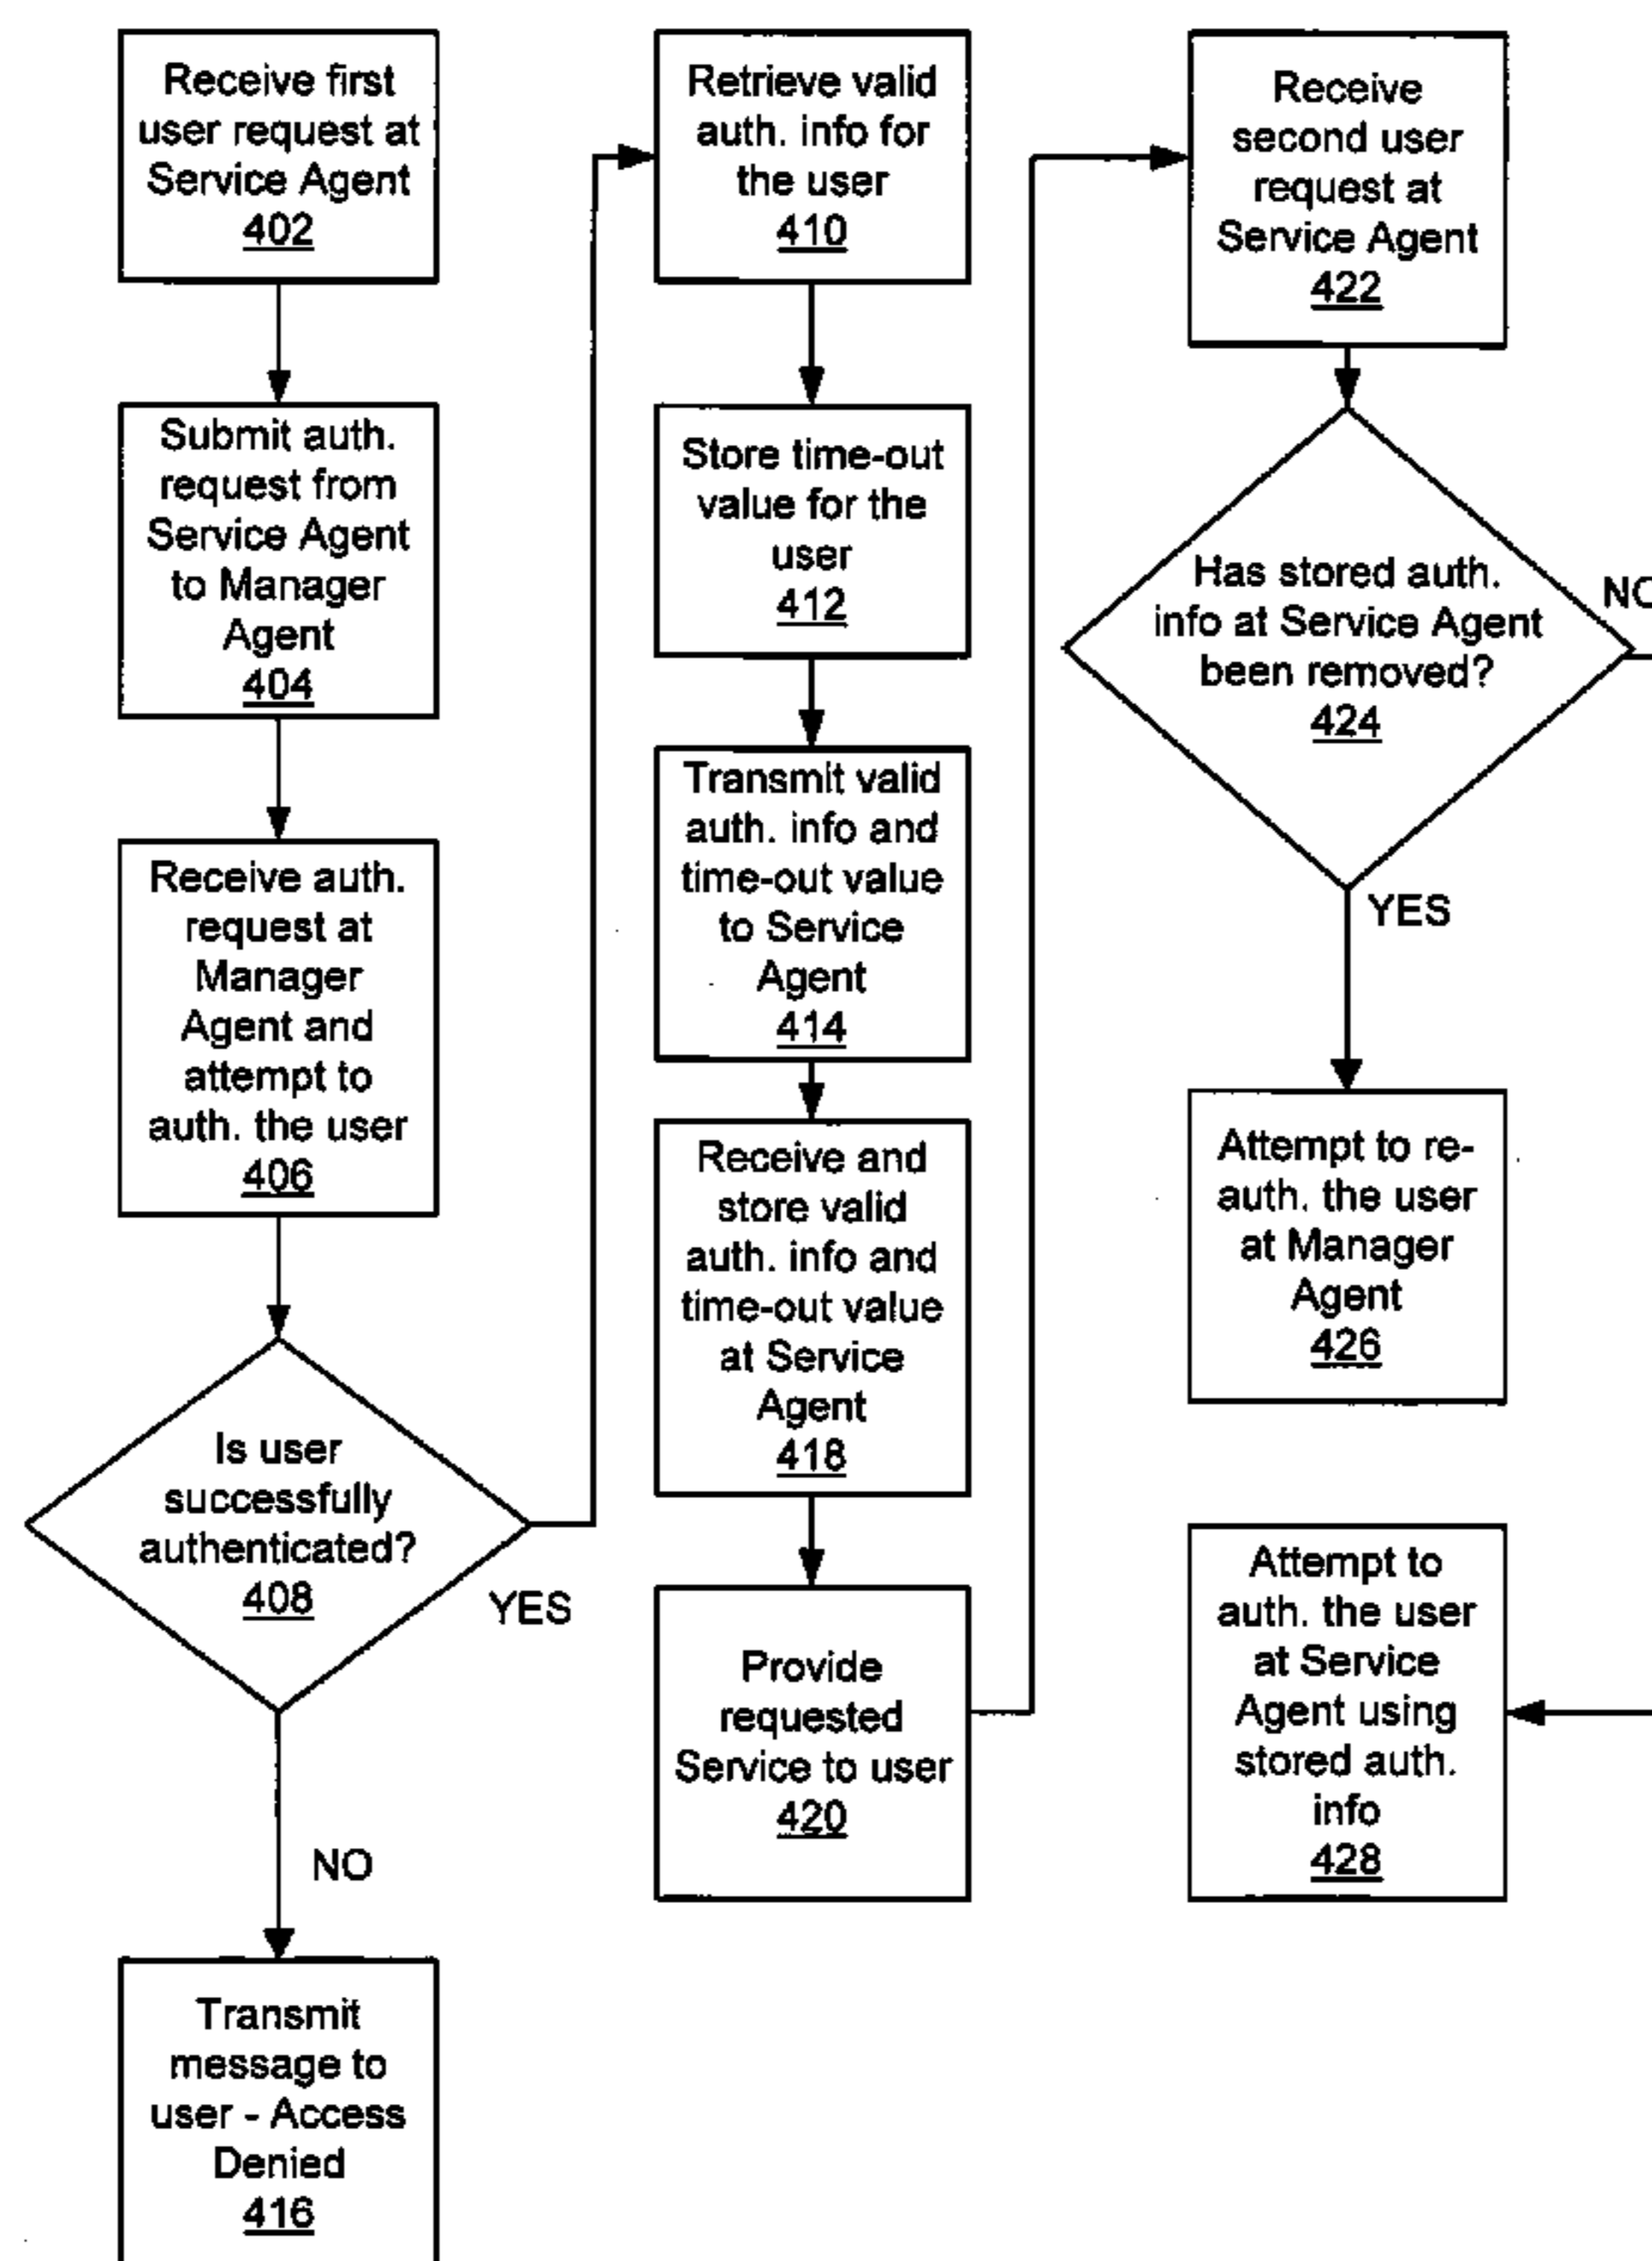 Receive first
user request at
Service Agent
402
Submit auth.
request from
Service Agent
to Manager
Agent
404
Receive auth.
request at
Manager
Agent and
attempt to
auth. the user
406
Is user
successfully
authenticated?
408
YES
NO
Transmit
message to
user - Access
Denied
416
Retrieve valid
auth. info for
the user
410
Store time-out
value for the
user
412
Transmit valid
auth. info and
time-out value
to Service
Agent
414
Receive and
store valid
auth. info and
time-out value
at Service
Agent
418
Provide
requested
Service to user
420
Receive
second user
request at
Service Agent
422
Has stored auth.
info at Service Agent
been removed?
424
NO
YES
Attempt to re-
auth. the user
at Manager
Agent
426
Attempt to
auth. the user
at Service
Agent using
stored auth.
info
428